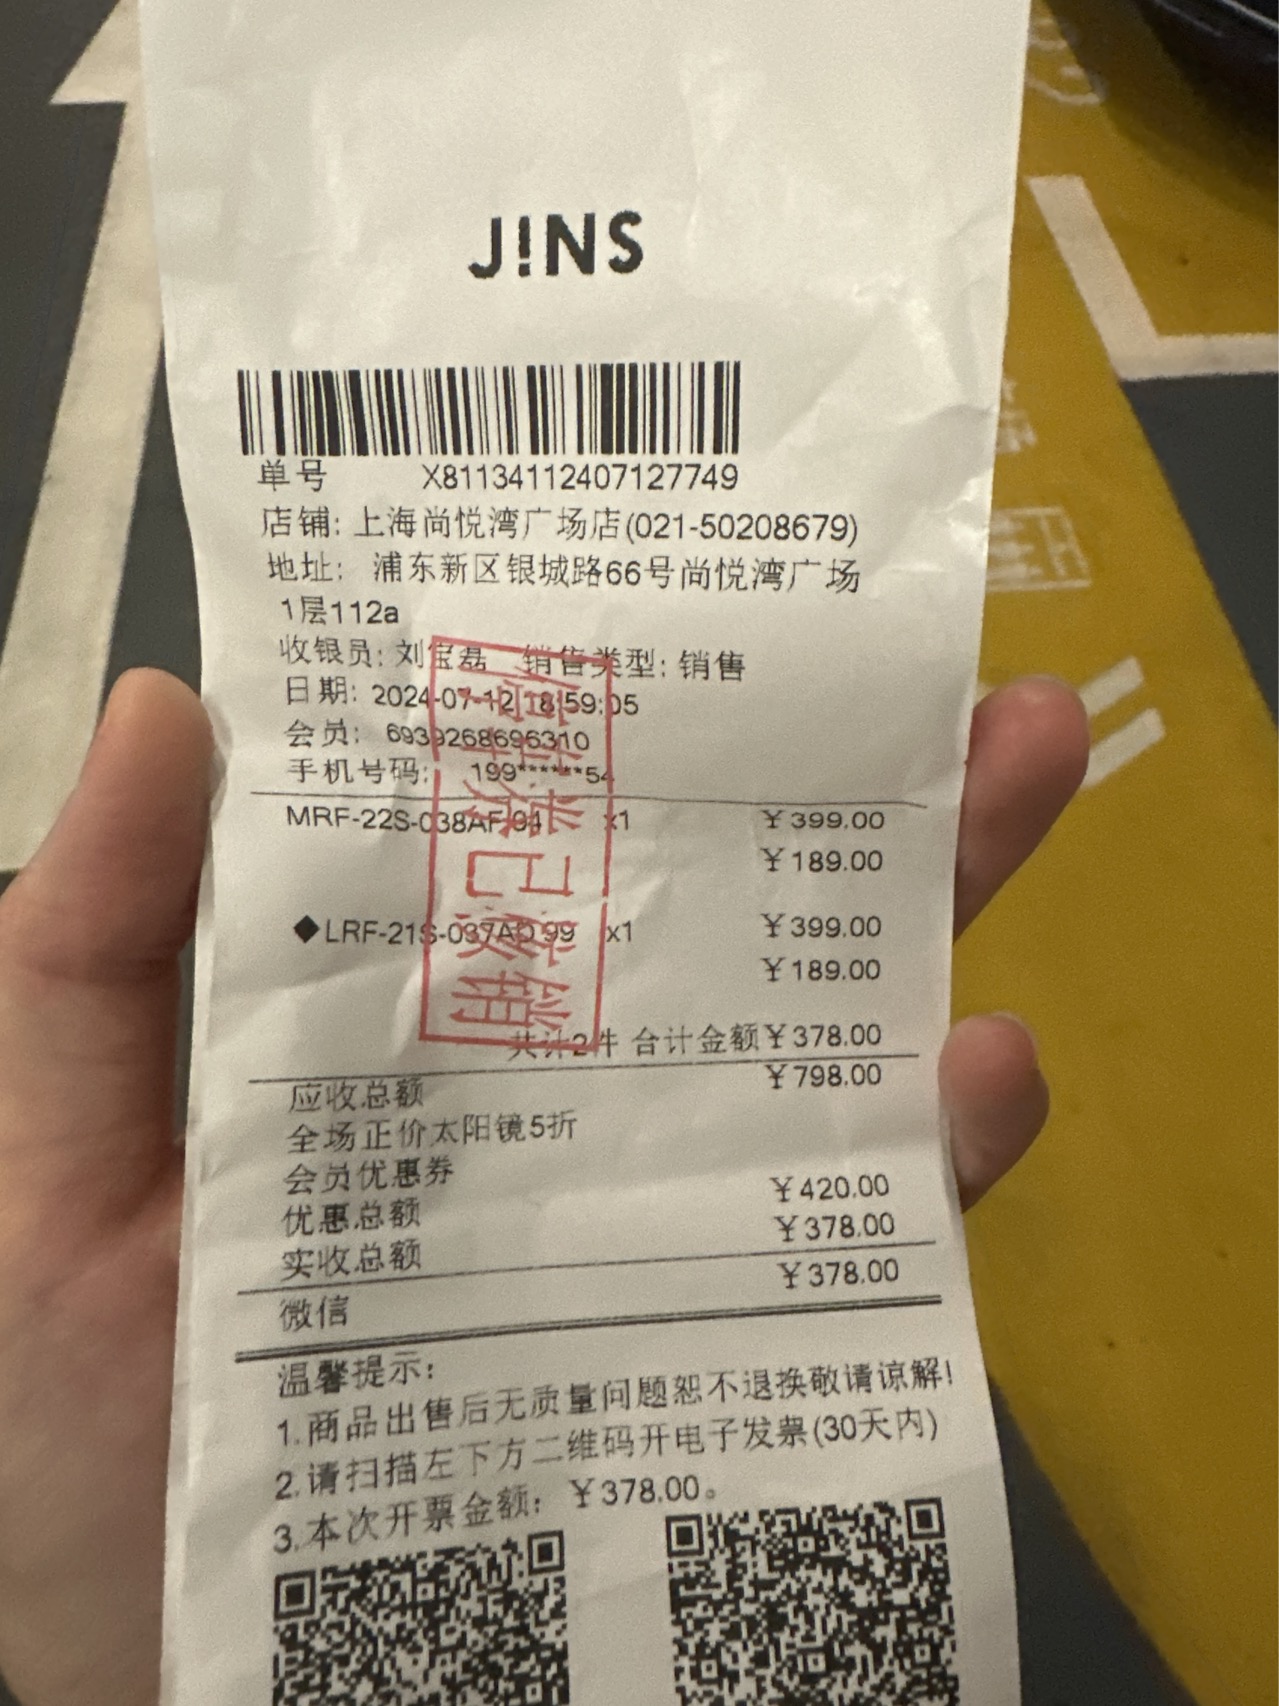 J!NS
单号 X81134112407127749
店铺: 上海尚悦湾广场店(021-50208679)
地址: 浦东新区银城路66号尚悦湾广场
1层112a
收银员: 刘宝磊 销售类型: 销售
日期: 2024-07-12 18:59:05
会员: 6939268696310
手机号码: 199******54
MRF-22S-038AF 94 x1 ¥399.00
¥189.00
◆LRF-21S-037AD 99 x1 ¥399.00
¥189.00
共计2件 合计金额¥378.00
应收总额 ¥798.00
全场正价太阳镜5折
会员优惠券
优惠总额 ¥420.00
实收总额 ¥378.00
微信 ¥378.00
温馨提示:
1.商品出售后无质量问题恕不退换敬请谅解!
2.请扫描左下方二维码开电子发票(30天内)
3.本次开票金额: ¥378.00。
已核销